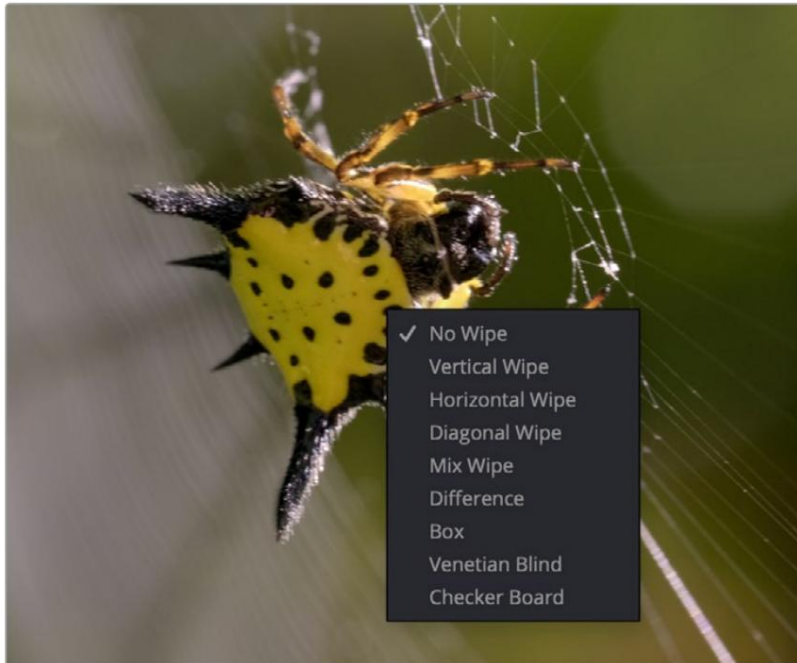 No Wipe
Vertical Wipe
Horizontal Wipe
Diagonal Wipe
Mix Wipe
Difference
Box
Venetian Blind
Checker Board